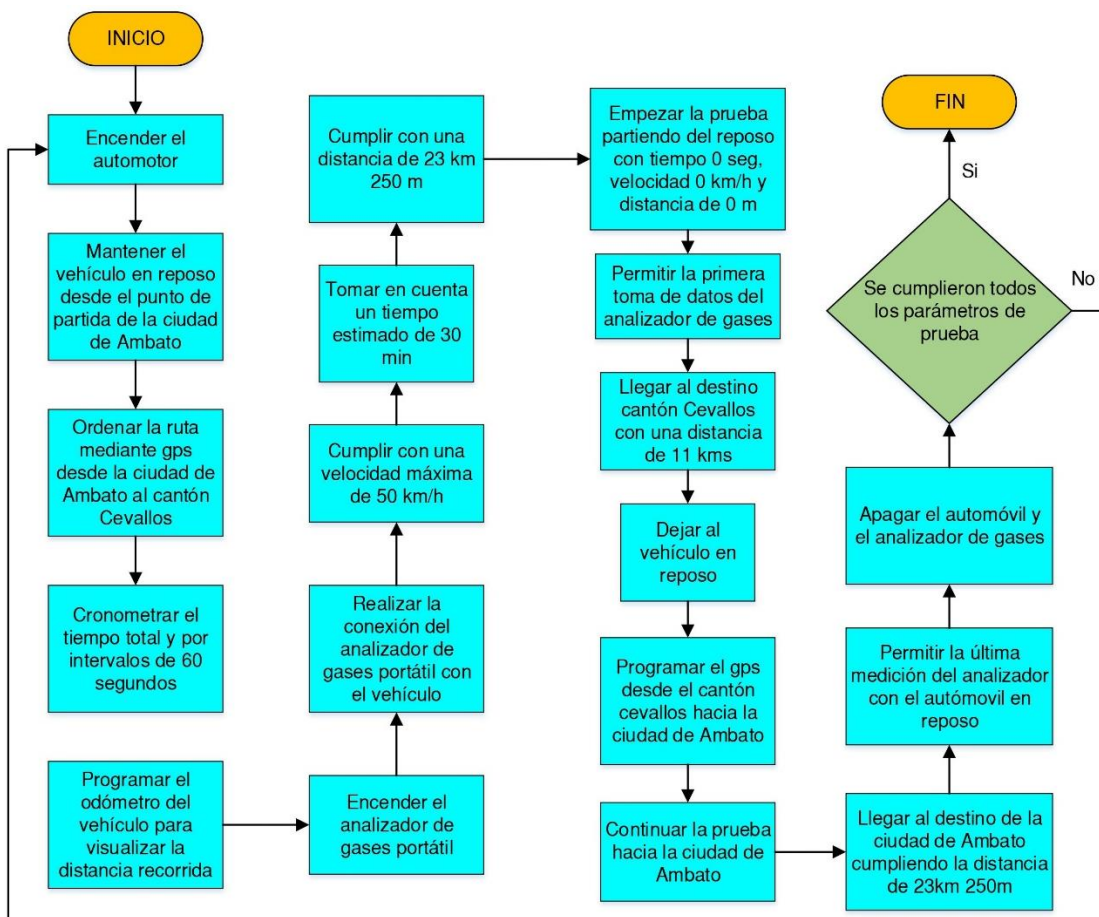 INICIO
Encender el
automotor
Mantener el
vehículo en reposo
desde el punto de
partida de la ciudad
de Ambato
Ordenar la ruta
mediante gps
desde la ciudad de
Ambato al cantón
Cevallos
Cronometrar el
tiempo total y por
intervalos de 60
segundos
Programar el
odómetro del
vehículo para
visualizar la
distancia recorrida
Encender el
analizador de
gases portátil
Realizar la
conexión del
analizador de
gases portátil con
el vehículo
Cumplir con una
velocidad máxima
de 50 km/h
Tomar en cuenta
un tiempo
estimado de 30
min
Cumplir con una
distancia de 23 km
250 m
Empezar la prueba
partiendo del reposo
con tiempo 0 seg,
velocidad 0 km/h y
distancia de 0 m
Permitir la primera
toma de datos del
analizador de gases
Llegar al destino
cantón Cevallos
con una distancia
de 11 kms
Dejar al
vehículo en
reposo
Programar el gps
desde el cantón
cevallos hacia la
ciudad de Ambato
Continuar la prueba
hacia la ciudad de
Ambato
Llegar al destino de la
ciudad de Ambato
cumpliendo la distancia
de 23km 250m
Permitir la última
medición del analizador
con el autómovil en
reposo
Apagar el automóvil y
el analizador de gases
Se cumplieron todos
los parámetros de
prueba
No
Si
FIN